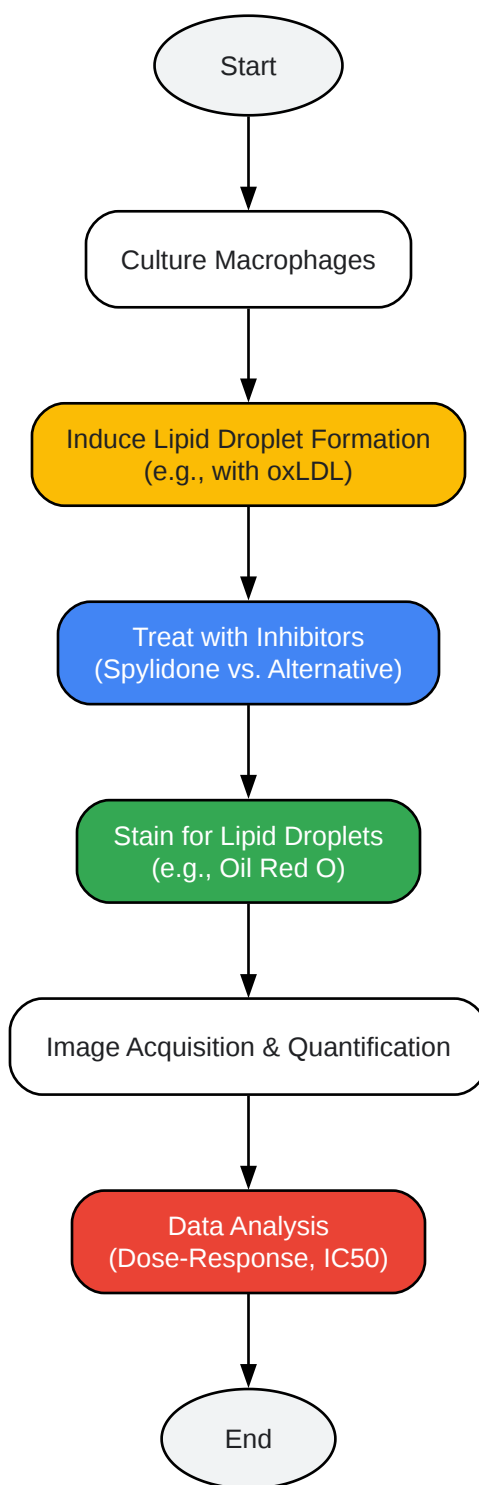 Start
Culture Macrophages
Induce Lipid Droplet Formation
(e.g., with oxLDL)
Treat with Inhibitors
(Spylidone vs. Alternative)
Stain for Lipid Droplets
(e.g., Oil Red O)
Image Acquisition & Quantification
Data Analysis
(Dose-Response, IC50)
End